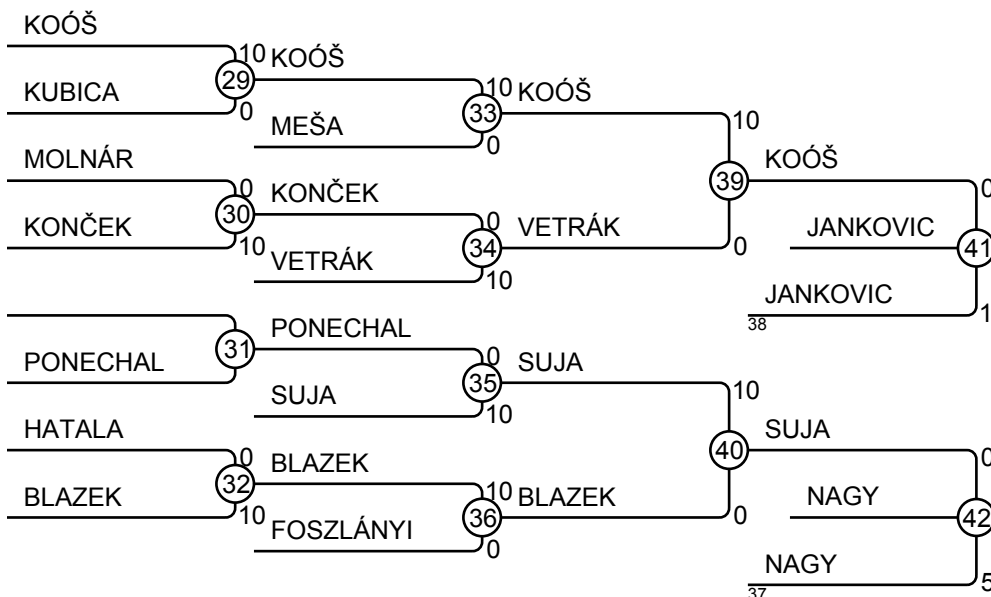 KOÓŠ
10
KOÓŠ
29
10
KOÓŠ
KUBICA
0
33
10
MEŠA
0
KOÓŠ
MOLNÁR
39
0
0
KONČEK
30
0
VETRÁK
JANKOVIC
KONČEK
34
41
10
0
VETRÁK
10
JANKOVIC
1
38
PONECHAL
31
0
SUJA
PONECHAL
35
10
SUJA
10
HATALA
SUJA
0
40
0
BLAZEK
32
10
BLAZEK
NAGY
BLAZEK
36
42
10
0
FOSZLÁNYI
0
NAGY
5
37